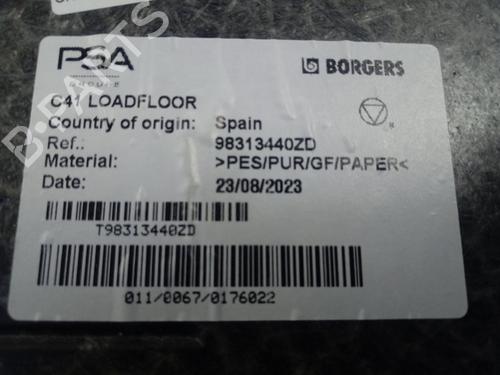 PSA
GROUPE
BORGERS
C41 LOADFLOOR
Country of origin: Spain
Ref.: 98313440ZD
Material: >PES/PUR/GF/PAPER<
Date: 23/08/2023
T98313440ZD
011/0067/0176022
B-PARTS